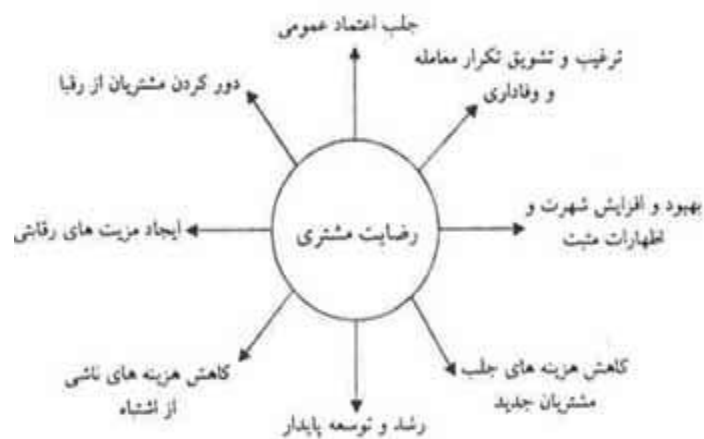 جلب اعتماد عمومی
ترغیب و تشویق تکرار معامله
و وفاداری
دور کردن مشتریان از رقبا
بهبود و افزایش شهرت و
اظهارات مثبت
رضایت مشتری
ایجاد مزیت های رقابتی
کاهش هزینه های جلب
مشتریان جدید
کاهش هزینه های ناشی
از اشتباه
رشد و توسعه پایدار